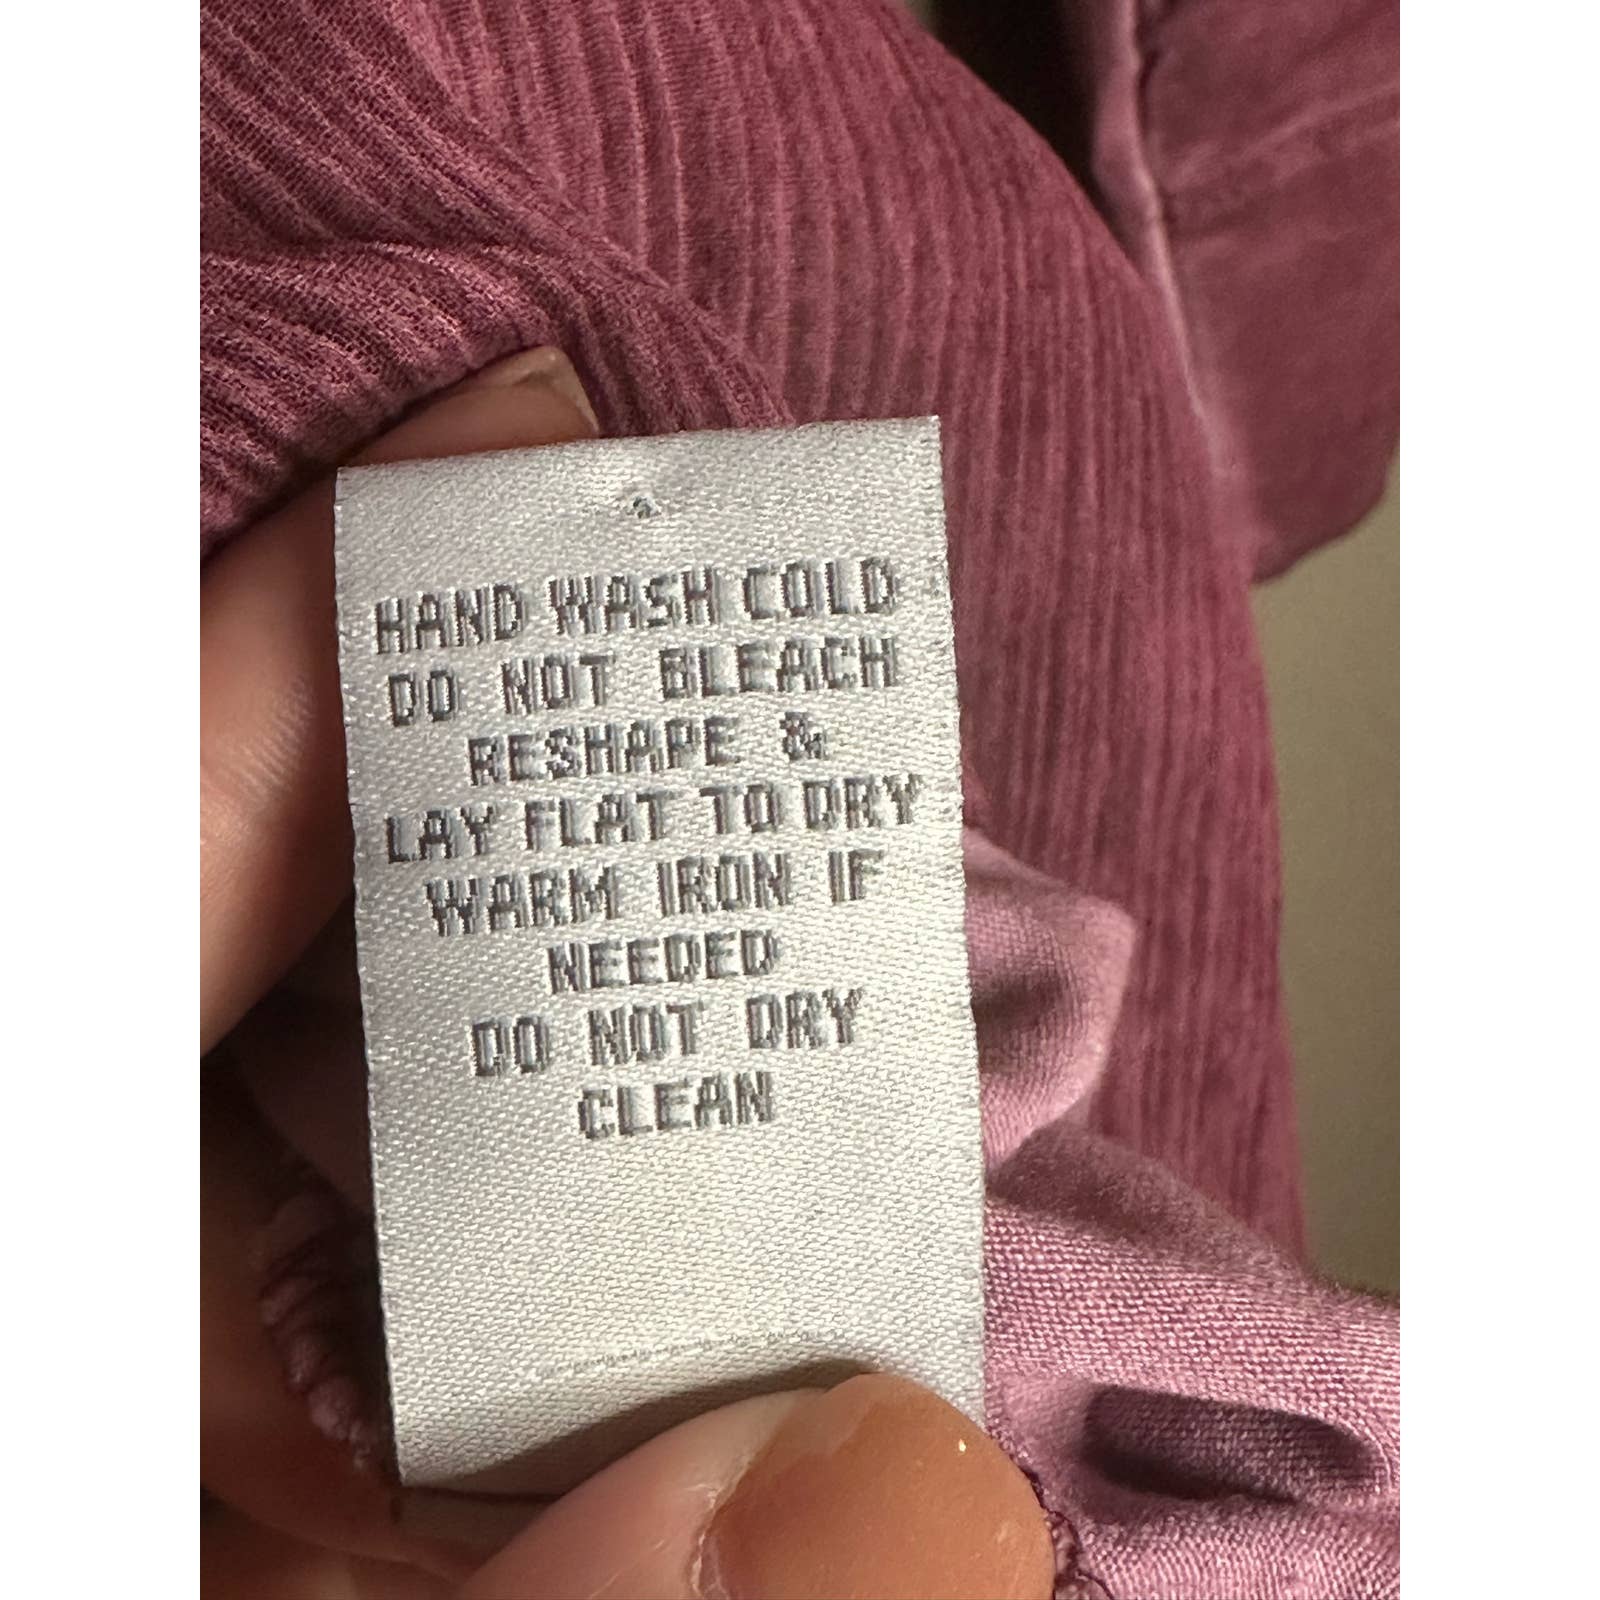 HAND WASH COLD
DO NOT BLEACH
RESHAPE &
LAY FLAT TO DRY
WARM IRON IF
NEEDED
DO NOT DRY
CLEAN